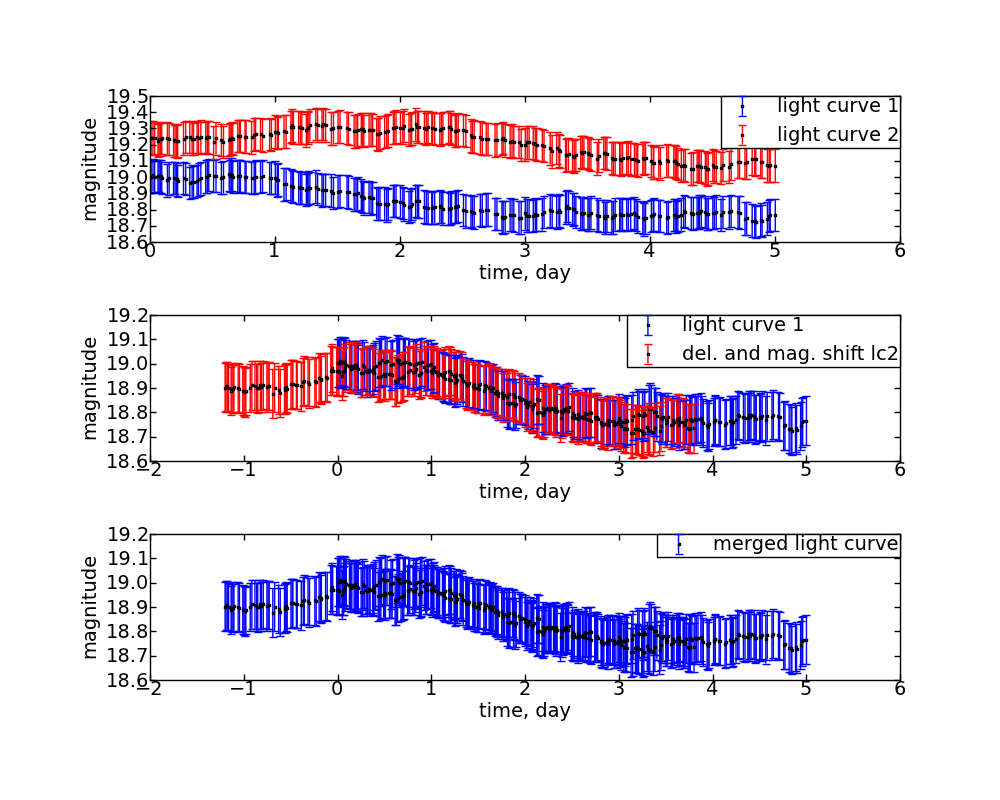 19.5
19.4
19.3
19.2
19.1
19.0
18.9
18.8
18.7
18.6
magnitude
light curve 1
light curve 2
0 1 2 3 4 5 6
time, day
19.2
19.1
19.0
18.9
18.8
18.7
18.6
magnitude
light curve 1
del. and mag. shift lc2
−2 −1 0 1 2 3 4 5 6
time, day
19.2
19.1
19.0
18.9
18.8
18.7
18.6
magnitude
merged light curve
−2 −1 0 1 2 3 4 5 6
time, day